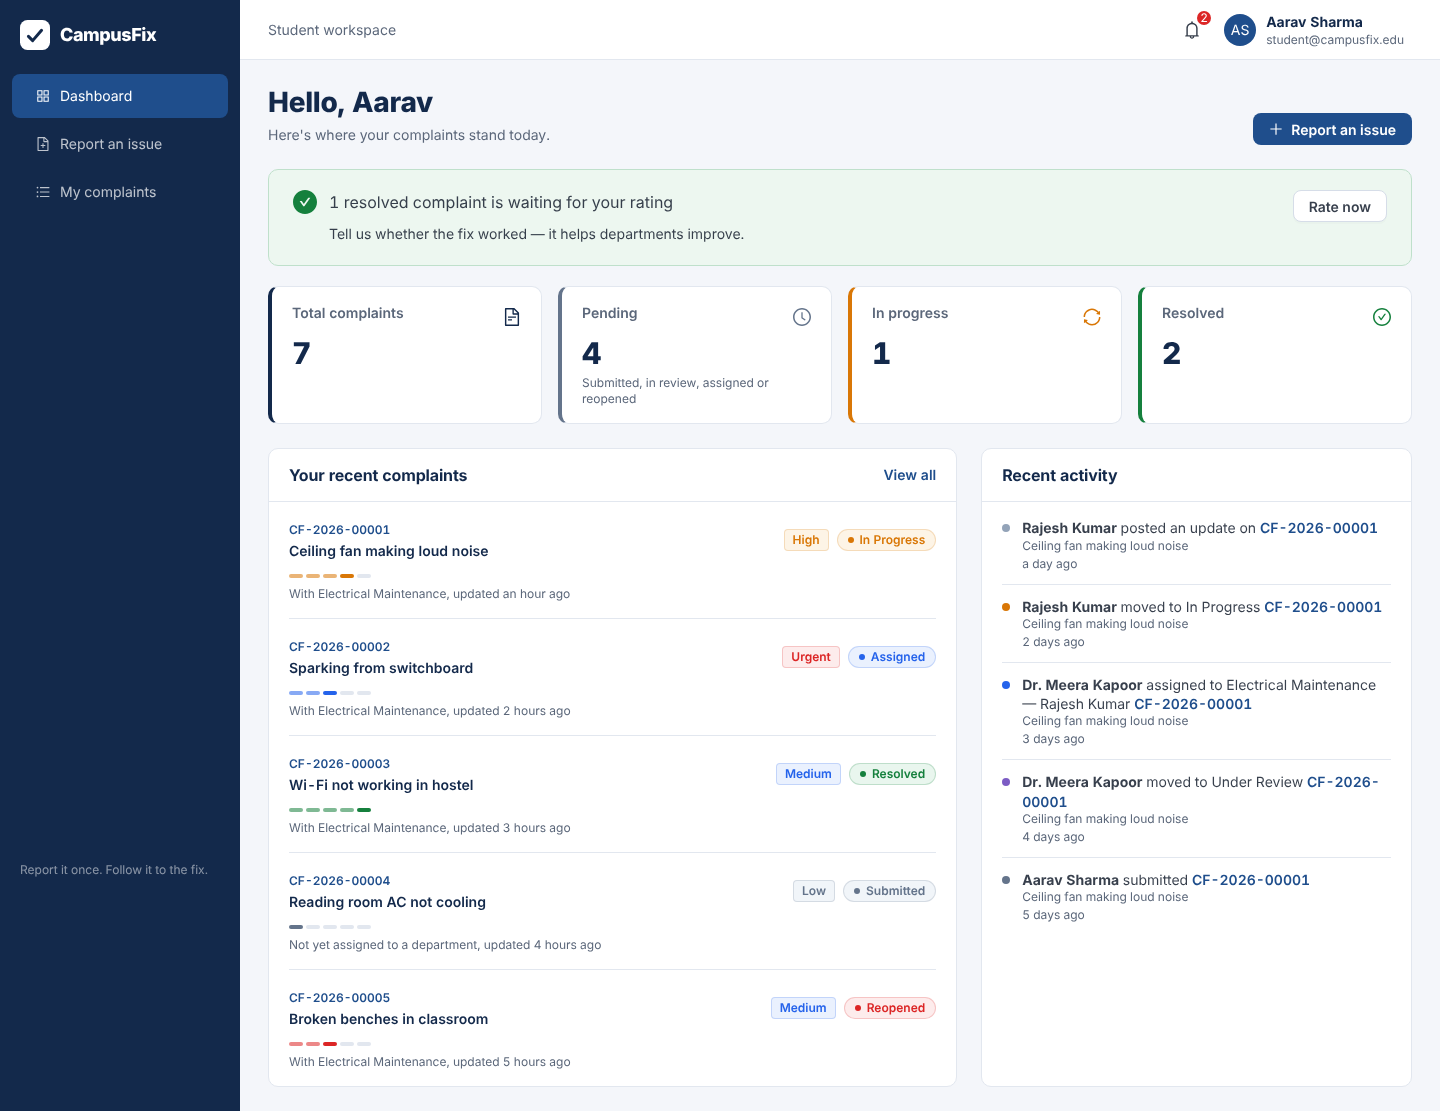 CampusFix
Dashboard
Report an issue
My complaints
Report it once. Follow it to the fix.
Student workspace
2
AS
Aarav Sharma
student@campusfix.edu
Hello, Aarav
Here's where your complaints stand today.
Report an issue
1 resolved complaint is waiting for your rating
Tell us whether the fix worked — it helps departments improve.
Rate now
Total complaints
7
Pending
4
Submitted, in review, assigned or
reopened
In progress
1
Resolved
2
Your recent complaints
View all
CF-2026-00001
Ceiling fan making loud noise
High
In Progress
With Electrical Maintenance, updated an hour ago
CF-2026-00002
Sparking from switchboard
Urgent
Assigned
With Electrical Maintenance, updated 2 hours ago
CF-2026-00003
Wi-Fi not working in hostel
Medium
Resolved
With Electrical Maintenance, updated 3 hours ago
CF-2026-00004
Reading room AC not cooling
Low
Submitted
Not yet assigned to a department, updated 4 hours ago
CF-2026-00005
Broken benches in classroom
Medium
Reopened
With Electrical Maintenance, updated 5 hours ago
Recent activity
Rajesh Kumar posted an update on CF-2026-00001
Ceiling fan making loud noise
a day ago
Rajesh Kumar moved to In Progress CF-2026-00001
Ceiling fan making loud noise
2 days ago
Dr. Meera Kapoor assigned to Electrical Maintenance
— Rajesh Kumar CF-2026-00001
Ceiling fan making loud noise
3 days ago
Dr. Meera Kapoor moved to Under Review CF-2026-
00001
Ceiling fan making loud noise
4 days ago
Aarav Sharma submitted CF-2026-00001
Ceiling fan making loud noise
5 days ago